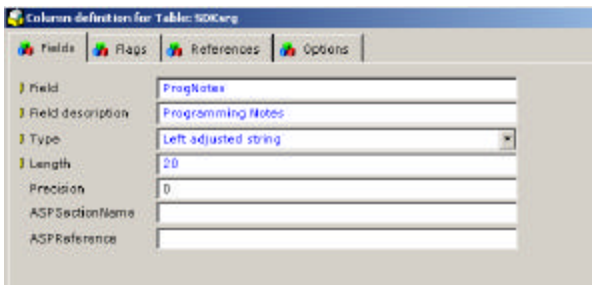 Column definition for Table: SDKsrg
Fields Flags References Options
Field ProgNotes
Field description Programming Notes
Type Left adjusted string
Length 20
Precision 0
ASPSectionName
ASPReference